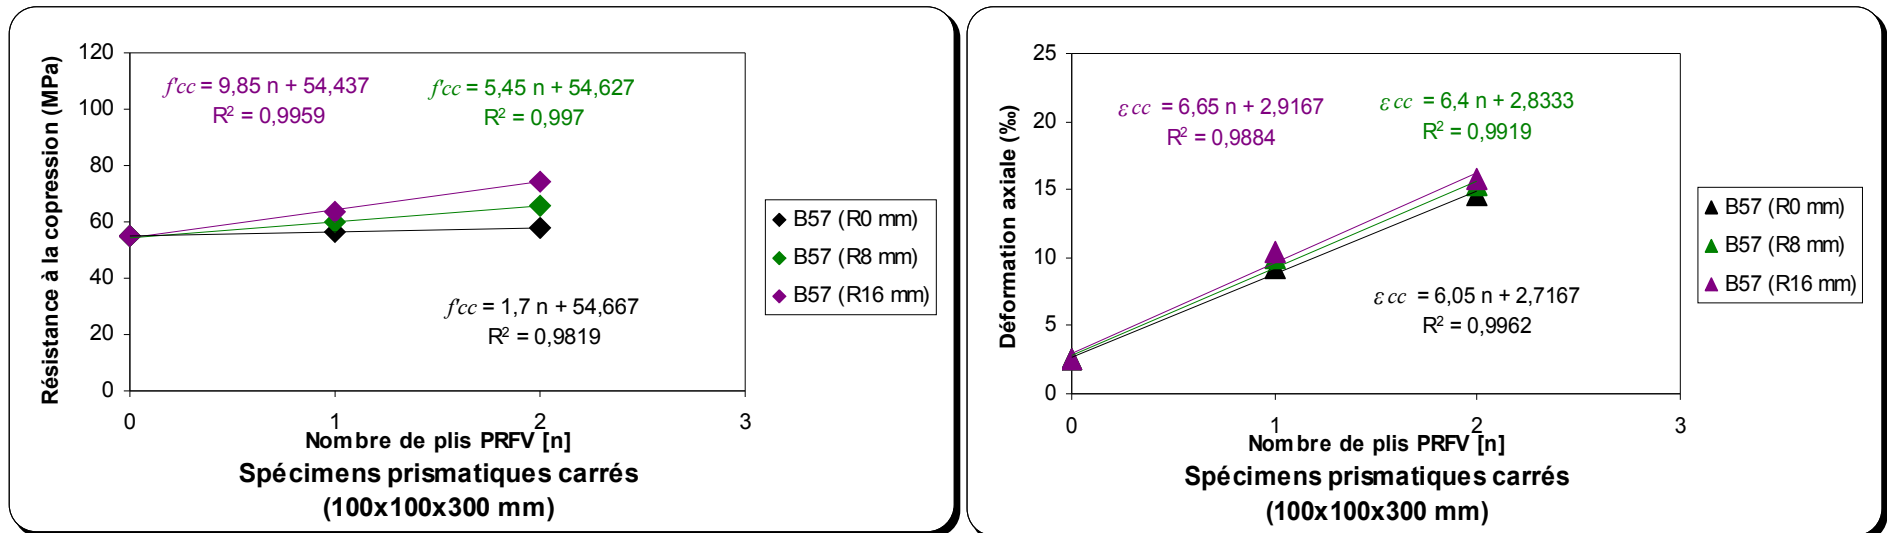 120
100
80
60
40
20
0
Résistance à la copression (MPa)
f'cc = 9,85 n + 54,437
R² = 0,9959
f'cc = 5,45 n + 54,627
R² = 0,997
f'cc = 1,7 n + 54,667
R² = 0,9819
0 1 2 3
Nombre de plis PRFV [n]
Spécimens prismatiques carrés
(100x100x300 mm)
B57 (R0 mm)
B57 (R8 mm)
B57 (R16 mm)
25
20
15
10
5
0
Déformation axiale (‰)
ε cc = 6,65 n + 2,9167
R² = 0,9884
ε cc = 6,4 n + 2,8333
R² = 0,9919
ε cc = 6,05 n + 2,7167
R² = 0,9962
0 1 2 3
Nombre de plis PRFV [n]
Spécimens prismatiques carrés
(100x100x300 mm)
B57 (R0 mm)
B57 (R8 mm)
B57 (R16 mm)